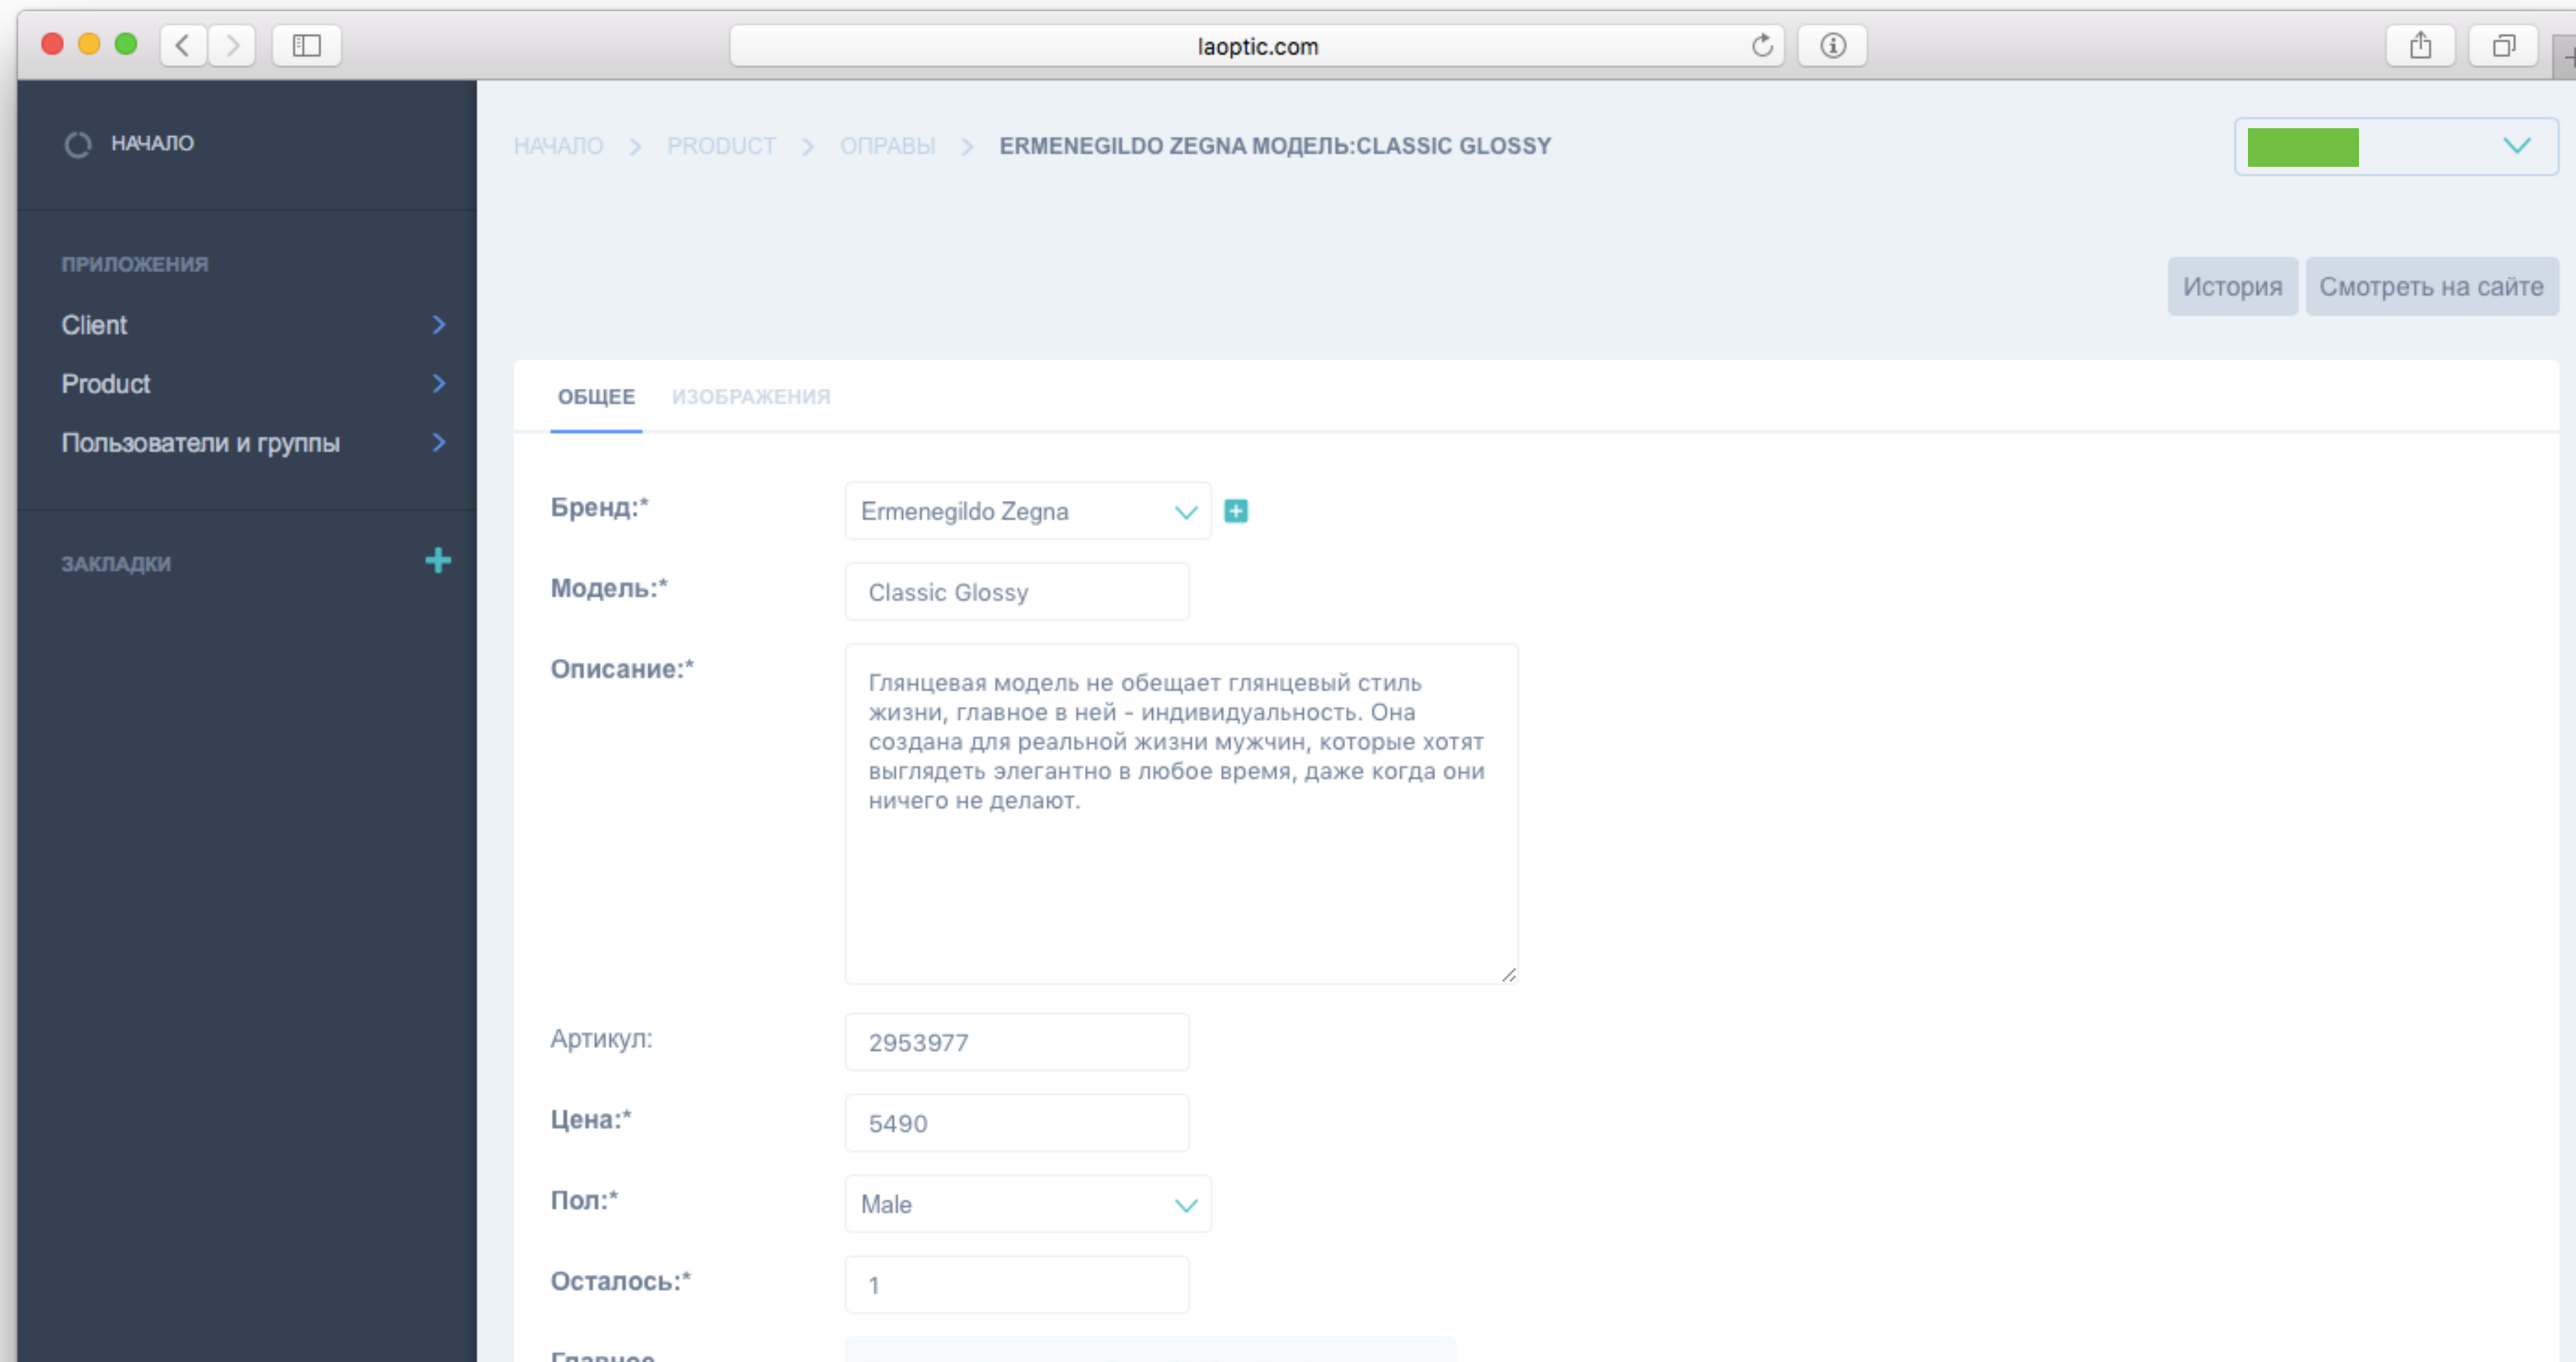 laoptic.com
НАЧАЛО
ПРИЛОЖЕНИЯ
Client
Product
Пользователи и группы
ЗАКЛАДКИ
НАЧАЛО > PRODUCT > ОПРАВЫ > ERMENEGILDO ZEGNA МОДЕЛЬ:CLASSIC GLOSSY
История Смотреть на сайте
ОБЩЕЕ ИЗОБРАЖЕНИЯ
Бренд:* Ermenegildo Zegna
Модель:* Classic Glossy
Описание:*
Глянцевая модель не обещает глянцевый стиль
жизни, главное в ней - индивидуальность. Она
создана для реальной жизни мужчин, которые хотят
выглядеть элегантно в любое время, даже когда они
ничего не делают.
Артикул: 2953977
Цена:* 5490
Пол:* Male
Осталось:* 1
Главное